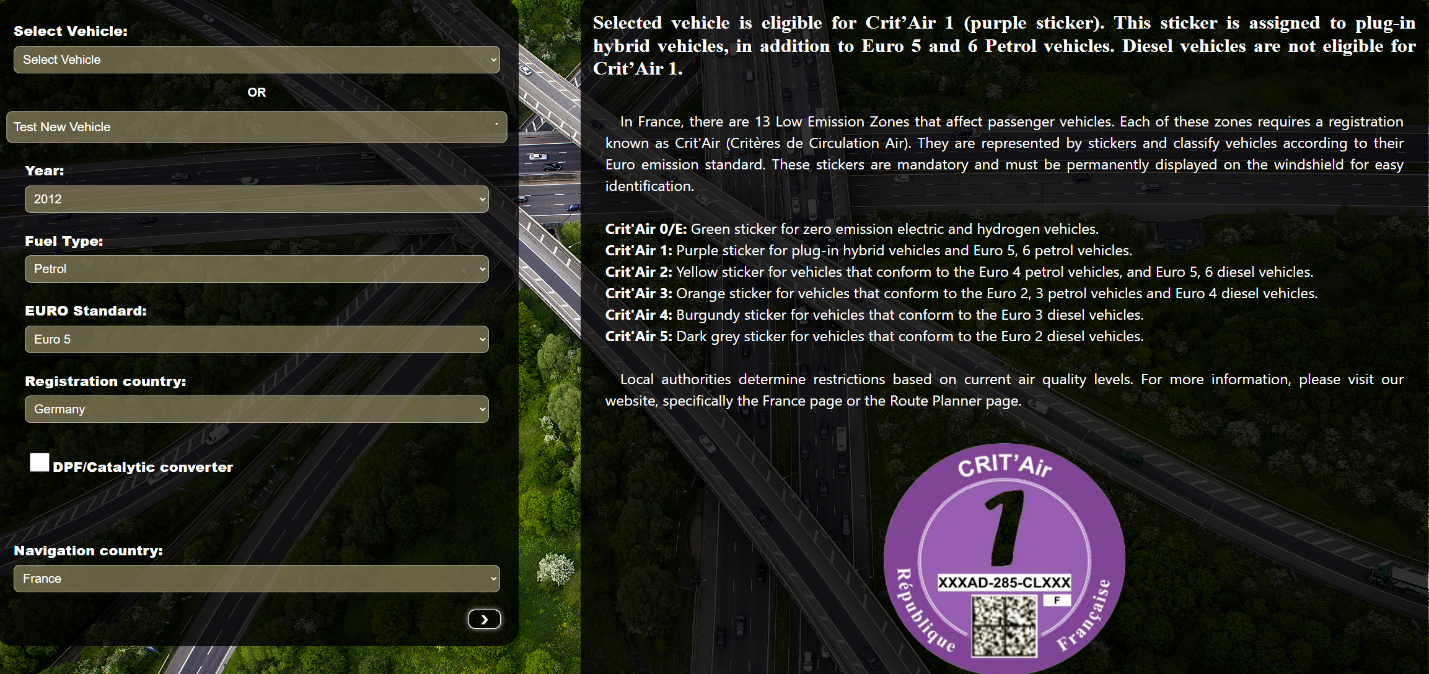 Select Vehicle:
Select Vehicle
OR
Test New Vehicle
Year:
2012
Fuel Type:
Petrol
EURO Standard:
Euro 5
Registration country:
Germany
DPF/Catalytic converter
Navigation country:
France
Selected vehicle is eligible for Crit’Air 1 (purple sticker). This sticker is assigned to plug-in
hybrid vehicles, in addition to Euro 5 and 6 Petrol vehicles. Diesel vehicles are not eligible for
Crit’Air 1.
In France, there are 13 Low Emission Zones that affect passenger vehicles. Each of these zones requires a registration
known as Crit'Air (Critères de Circulation Air). They are represented by stickers and classify vehicles according to their
Euro emission standard. These stickers are mandatory and must be permanently displayed on the windshield for easy
identification.
Crit'Air 0/E: Green sticker for zero emission electric and hydrogen vehicles.
Crit'Air 1: Purple sticker for plug-in hybrid vehicles and Euro 5, 6 petrol vehicles.
Crit'Air 2: Yellow sticker for vehicles that conform to the Euro 4 petrol vehicles, and Euro 5, 6 diesel vehicles.
Crit'Air 3: Orange sticker for vehicles that conform to the Euro 2, 3 petrol vehicles and Euro 4 diesel vehicles.
Crit'Air 4: Burgundy sticker for vehicles that conform to the Euro 3 diesel vehicles.
Crit'Air 5: Dark grey sticker for vehicles that conform to the Euro 2 diesel vehicles.
Local authorities determine restrictions based on current air quality levels. For more information, please visit our
website, specifically the France page or the Route Planner page.
CRIT’Air
1
XXXAD-285-CLXXX
F
République Française